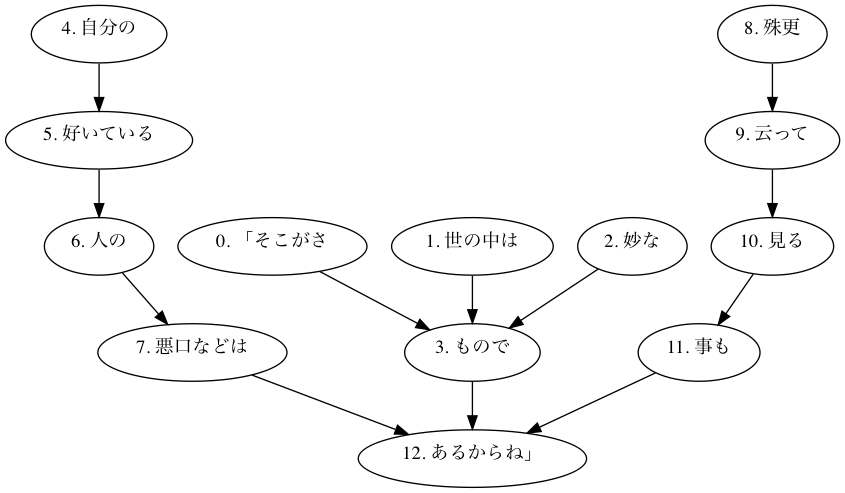 4. 自分の
8. 殊更
5. 好いている
9. 云って
6. 人の
0. 「そこがさ
1. 世の中は
2. 妙な
10. 見る
7. 悪口などは
3. もので
11. 事も
12. あるからね」